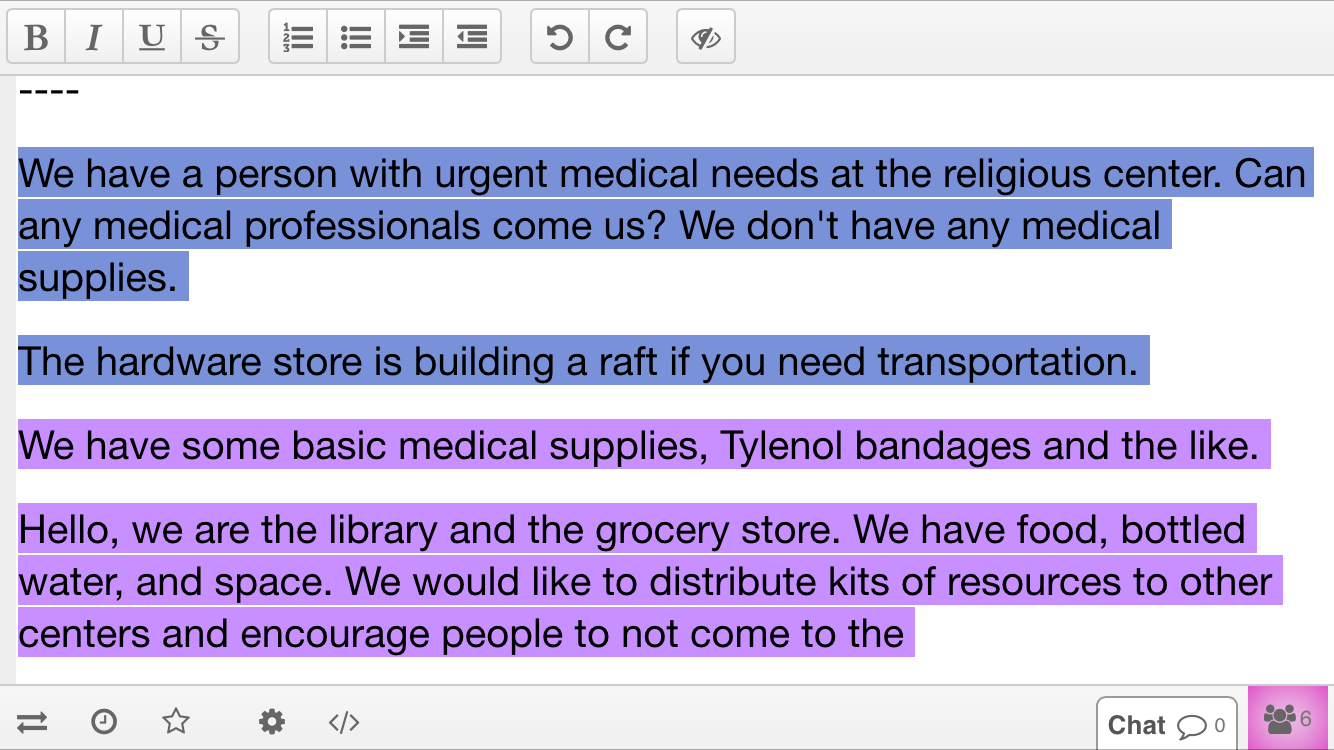 B I U S
----
We have a person with urgent medical needs at the religious center. Can
any medical professionals come us? We don't have any medical
supplies.
The hardware store is building a raft if you need transportation.
We have some basic medical supplies, Tylenol bandages and the like.
Hello, we are the library and the grocery store. We have food, bottled
water, and space. We would like to distribute kits of resources to other
centers and encourage people to not come to the
Chat 0 6